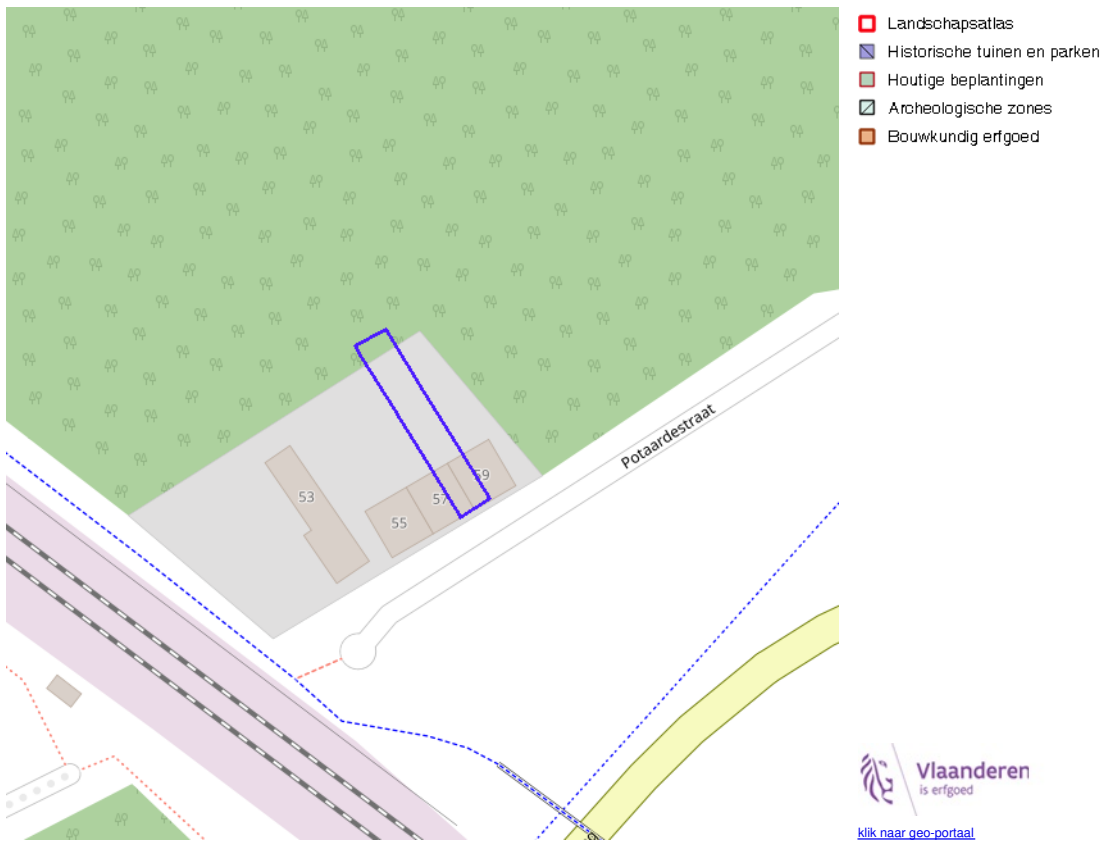 Landschapsatlas
Historische tuinen en parken
Houtige beplantingen
Archeologische zones
Bouwkundig erfgoed
Potaardestraat
59
57
53
55
Vlaanderen
is erfgoed
klik naar geo-portaal